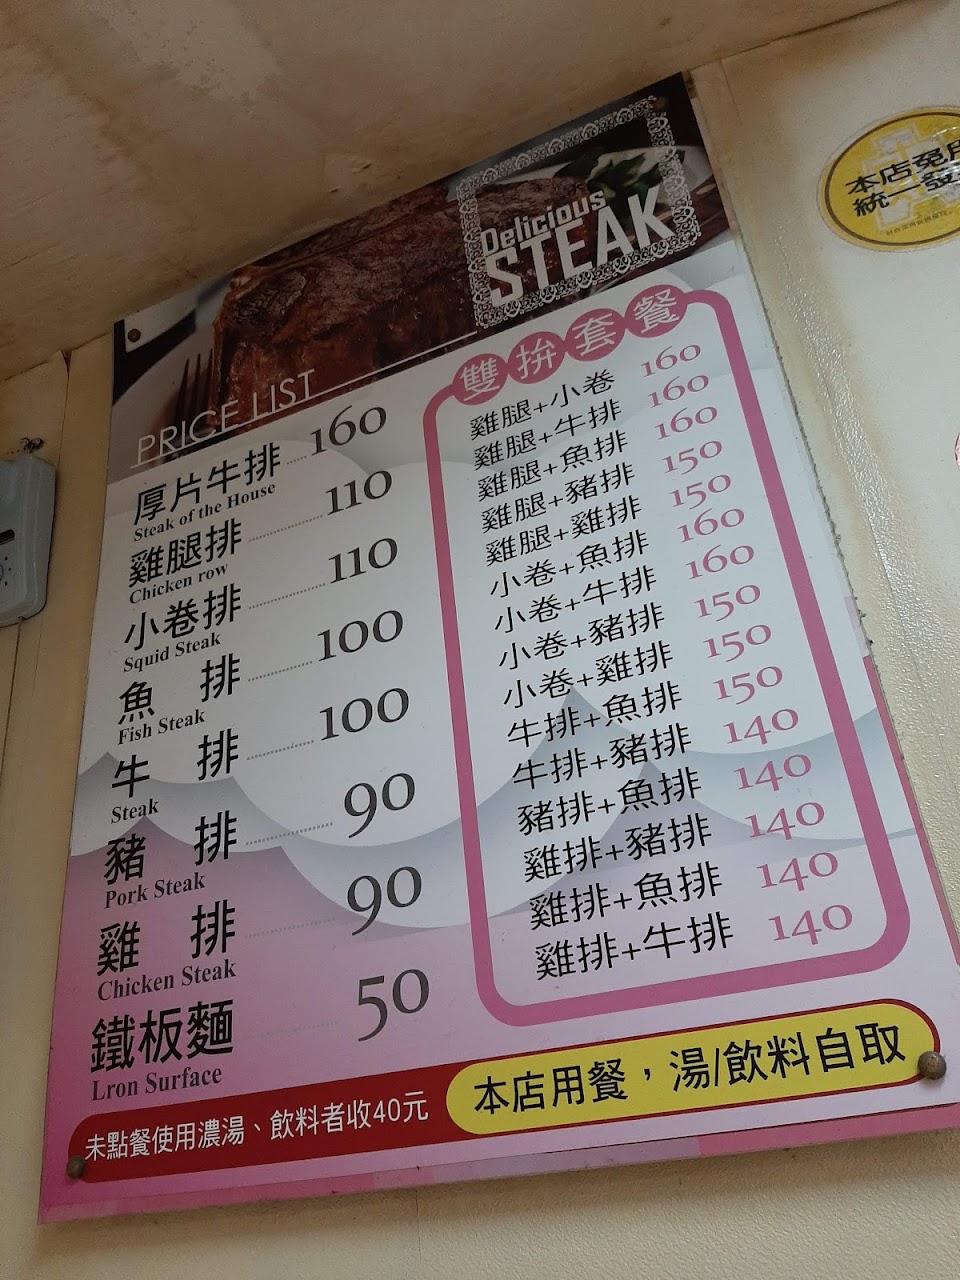 Delicious
STEAK
PRICE LIST
厚片牛排 160
Steak of the House
雞腿排 110
Chicken row
小卷排 110
Squid Steak
魚 排 100
Fish Steak
牛 排 100
Steak
豬 排 90
Pork Steak
雞 排 90
Chicken Steak
鐵板麵 50
Lron Surface
雙拚套餐
雞腿+小卷 160
雞腿+牛排 160
雞腿+魚排 160
雞腿+豬排 150
雞腿+雞排 150
小卷+魚排 160
小卷+牛排 160
小卷+豬排 150
小卷+雞排 150
牛排+魚排 150
牛排+豬排 140
豬排+魚排 140
雞排+豬排 140
雞排+魚排 140
雞排+牛排 140
未點餐使用濃湯、飲料者收40元
本店用餐，湯/飲料自取
本店免用
統一發